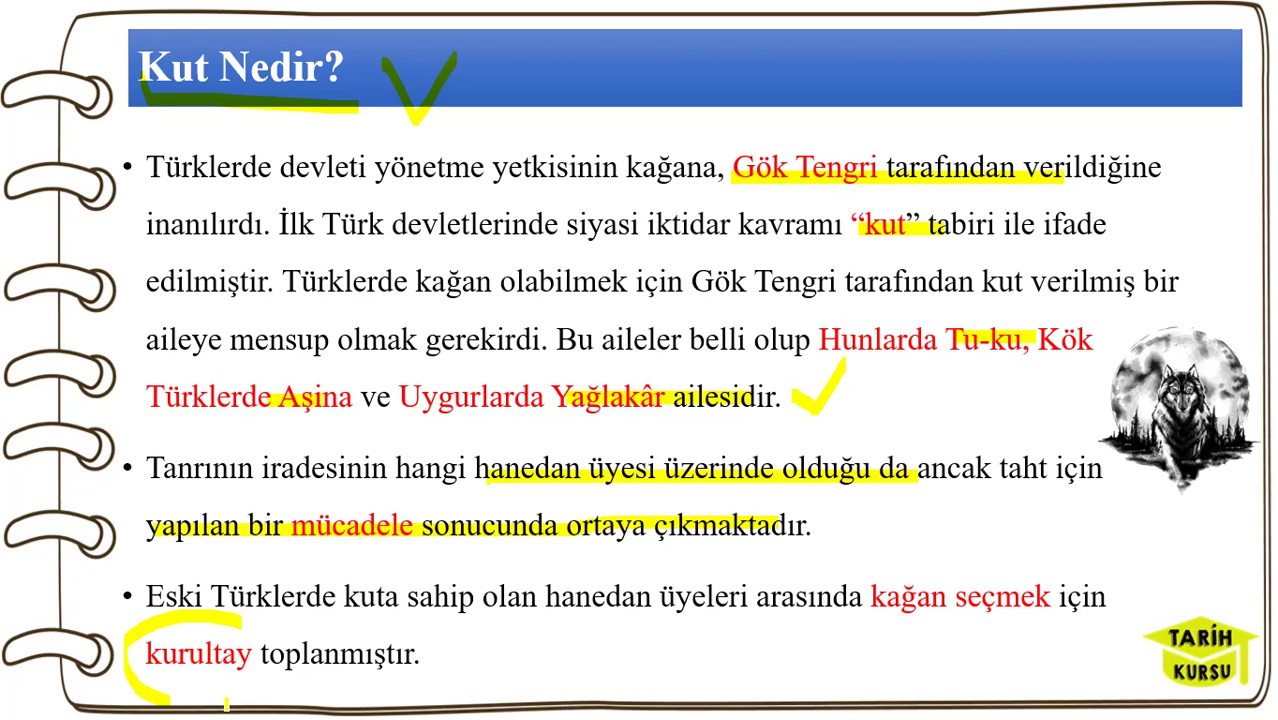 Kut Nedir?
• Türklerde devleti yönetme yetkisinin kağana, Gök Tengri tarafından verildiğine
inanılırdı. İlk Türk devletlerinde siyasi iktidar kavramı “kut” tabiri ile ifade
edilmiştir. Türklerde kağan olabilmek için Gök Tengri tarafından kut verilmiş bir
aileye mensup olmak gerekirdi. Bu aileler belli olup Hunlarda Tu-ku, Kök
Türklerde Aşina ve Uygurlarda Yağlakâr ailesidir.
• Tanrının iradesinin hangi hanedan üyesi üzerinde olduğu da ancak taht için
yapılan bir mücadele sonucunda ortaya çıkmaktadır.
• Eski Türklerde kuta sahip olan hanedan üyeleri arasında kağan seçmek için
kurultay toplanmıştır.
TARİH
KURSU